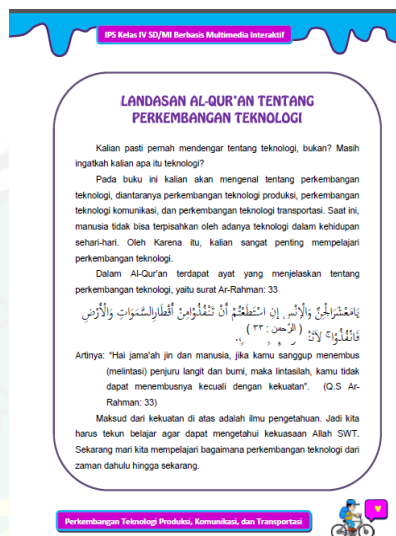 IPS Kelas IV SD/MI Berbasis Multimedia Interaktif
LANDASAN AL-QUR'AN TENTANG
PERKEMBANGAN TEKNOLOGI
Kalian pasti pernah mendengar tentang teknologi, bukan? Masih
ingatkah kalian apa itu teknologi?
Pada buku ini kalian akan mengenal tentang perkembangan
teknologi, diantaranya perkembangan teknologi produksi, perkembangan
teknologi komunikasi, dan perkembangan teknologi transportasi. Saat ini,
manusia tidak bisa terpisahkan oleh adanya teknologi dalam kehidupan
sehari-hari. Oleh Karena itu, kalian sangat penting mempelajari
perkembangan teknologi.
Dalam Al-Qur'an terdapat ayat yang menjelaskan tentang
perkembangan teknologi, yaitu surat Ar-Rahman: 33
يَامَعْشَرَالْجِنِّ وَالْاِنْسِ اِنِ اسْتَطَعْتُمْ اَنْ تَنْفُذُوْامِنْ اَقْطَارِالسَّمَوَاتِ وَالْاَرْضِ
فَانْفُذُوْاۗ لَاتَنْ ( الرّحمن : ٣٣ )
Artinya: "Hai jama'ah jin dan manusia, jika kamu sanggup menembus
(melintasi) penjuru langit dan bumi, maka lintasilah, kamu tidak
dapat menembusnya kecuali dengan kekuatan". (Q.S Ar-
Rahman: 33)
Maksud dari kekuatan di atas adalah ilmu pengetahuan. Jadi kita
harus tekun belajar agar dapat mengetahui kekuasaan Allah SWT.
Sekarang mari kita mempelajari bagaimana perkembangan teknologi dari
zaman dahulu hingga sekarang.
Perkembangan Teknologi Produksi, Komunikasi, dan Transportasi